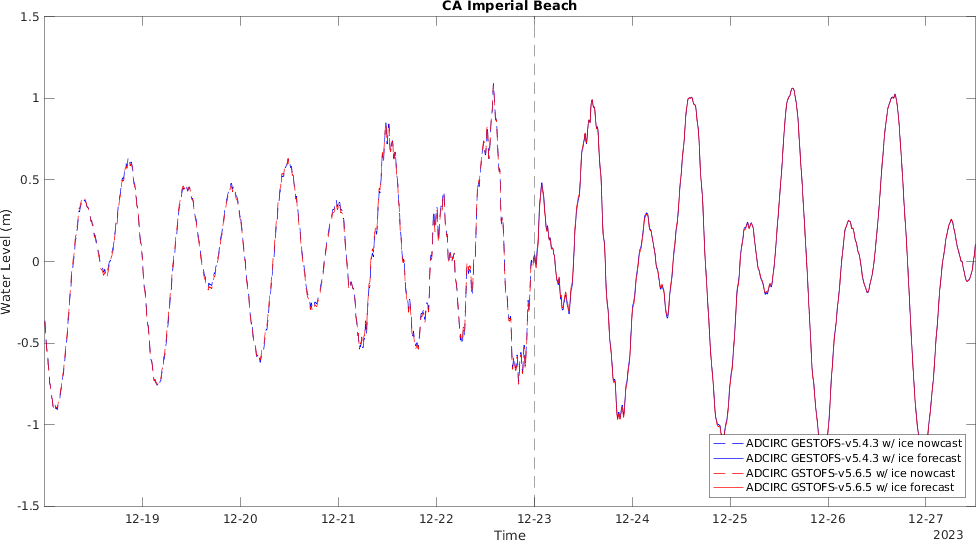 CA Imperial Beach
1.5
1
0.5
0
-0.5
-1
-1.5
Water Level (m)
12-19 12-20 12-21 12-22 12-23 12-24 12-25 12-26 12-27
Time
2023
ADCIRC GESTOFS-v5.4.3 w/ ice nowcast
ADCIRC GESTOFS-v5.4.3 w/ ice forecast
ADCIRC GSTOFS-v5.6.5 w/ ice nowcast
ADCIRC GSTOFS-v5.6.5 w/ ice forecast